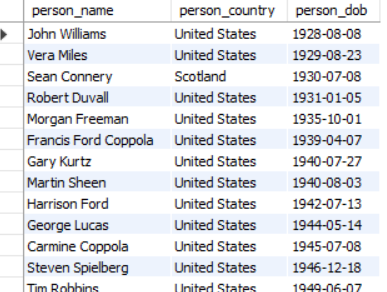 person_name person_country person_dob
John Williams United States 1928-08-08
Vera Miles United States 1929-08-23
Sean Connery Scotland 1930-07-08
Robert Duvall United States 1931-01-05
Morgan Freeman United States 1935-10-01
Francis Ford Coppola United States 1939-04-07
Gary Kurtz United States 1940-07-27
Martin Sheen United States 1940-08-03
Harrison Ford United States 1942-07-13
George Lucas United States 1944-05-14
Carmine Coppola United States 1945-07-08
Steven Spielberg United States 1946-12-18
Tim Robbins United States 1949-06-07